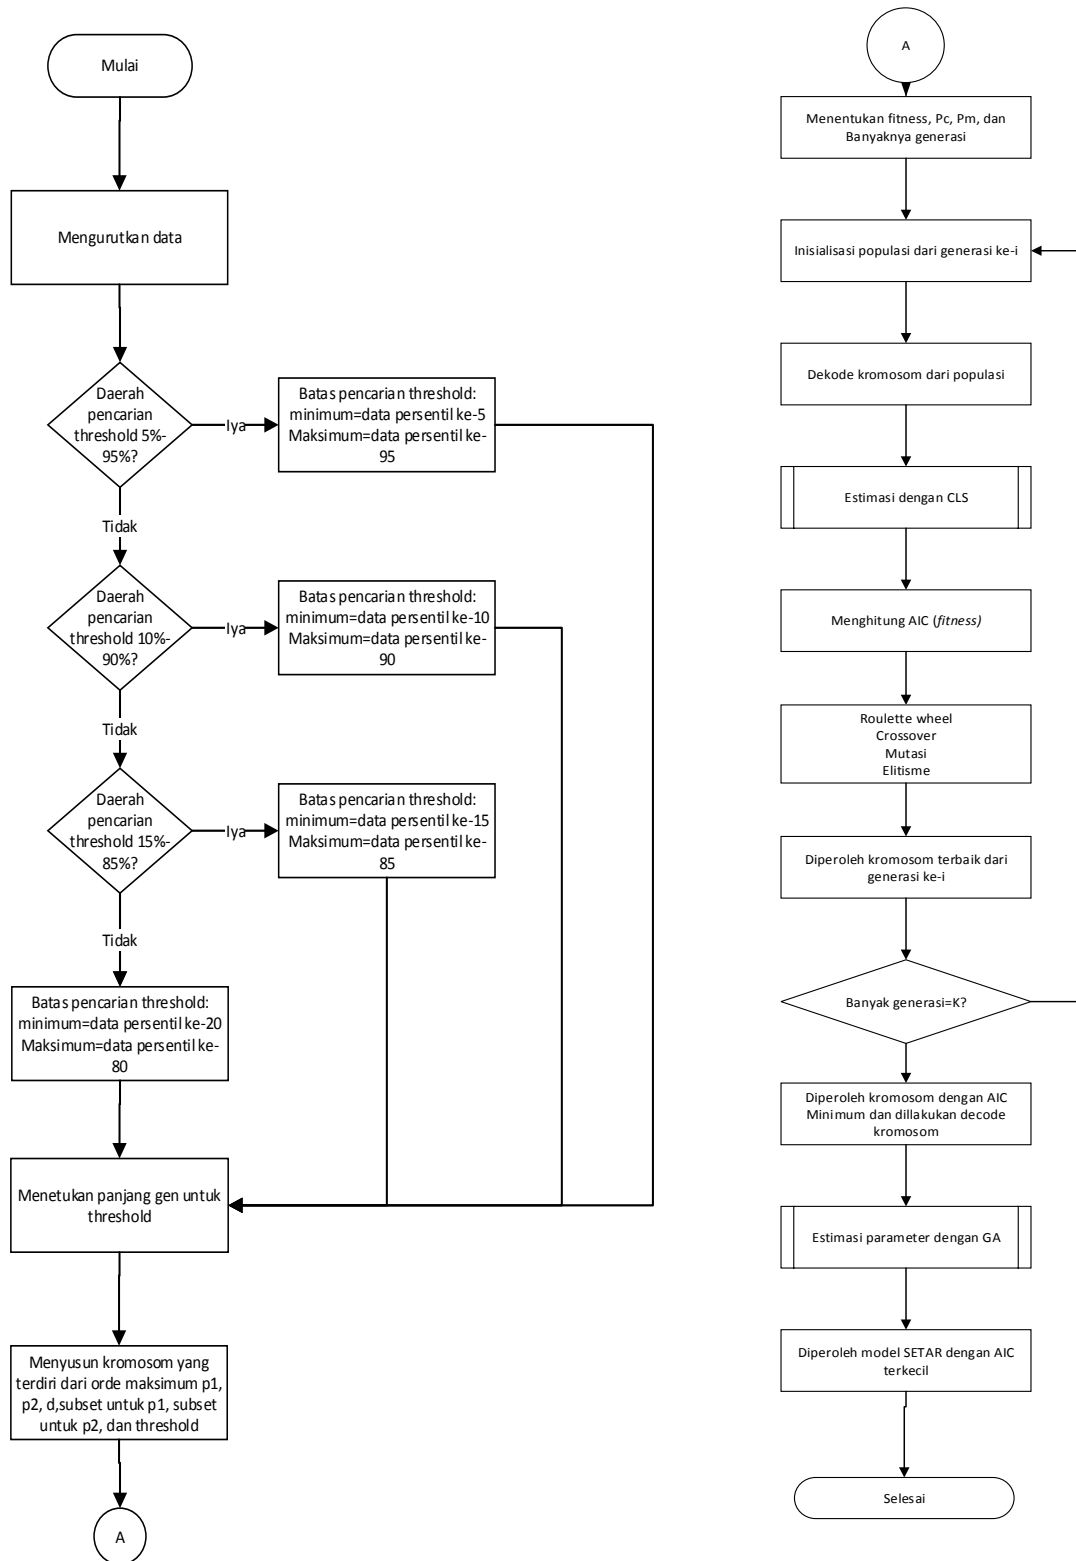 Mulai
Mengurutkan data
Daerah
pencarian
threshold 5%-
95%?
Iya
Batas pencarian threshold:
minimum=data persentil ke-5
Maksimum=data persentil ke-
95
Tidak
Daerah
pencarian
threshold 10%-
90%?
Iya
Batas pencarian threshold:
minimum=data persentil ke-10
Maksimum=data persentil ke-
90
Tidak
Daerah
pencarian
threshold 15%-
85%?
Iya
Batas pencarian threshold:
minimum=data persentil ke-15
Maksimum=data persentil ke-
85
Tidak
Batas pencarian threshold:
minimum=data persentil ke-20
Maksimum=data persentil ke-
80
Menetukan panjang gen untuk
threshold
Menyusun kromosom yang
terdiri dari orde maksimum p1,
p2, d,subset untuk p1, subset
untuk p2, dan threshold
A
A
Menentukan fitness, Pc, Pm, dan
Banyaknya generasi
Inisialisasi populasi dari generasi ke-i
Dekode kromosom dari populasi
Estimasi dengan CLS
Menghitung AIC (fitness)
Roulette wheel
Crossover
Mutasi
Elitisme
Diperoleh kromosom terbaik dari
generasi ke-i
Banyak generasi=K?
Diperoleh kromosom dengan AIC
Minimum dan dillakukan decode
kromosom
Estimasi parameter dengan GA
Diperoleh model SETAR dengan AIC
terkecil
Selesai